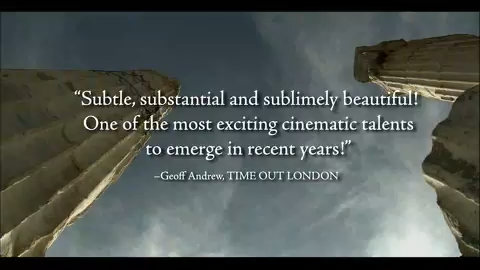 “Subtle, substantial and sublimely beautiful!
One of the most exciting cinematic talents
to emerge in recent years!”
–Geoff Andrew, TIME OUT LONDON